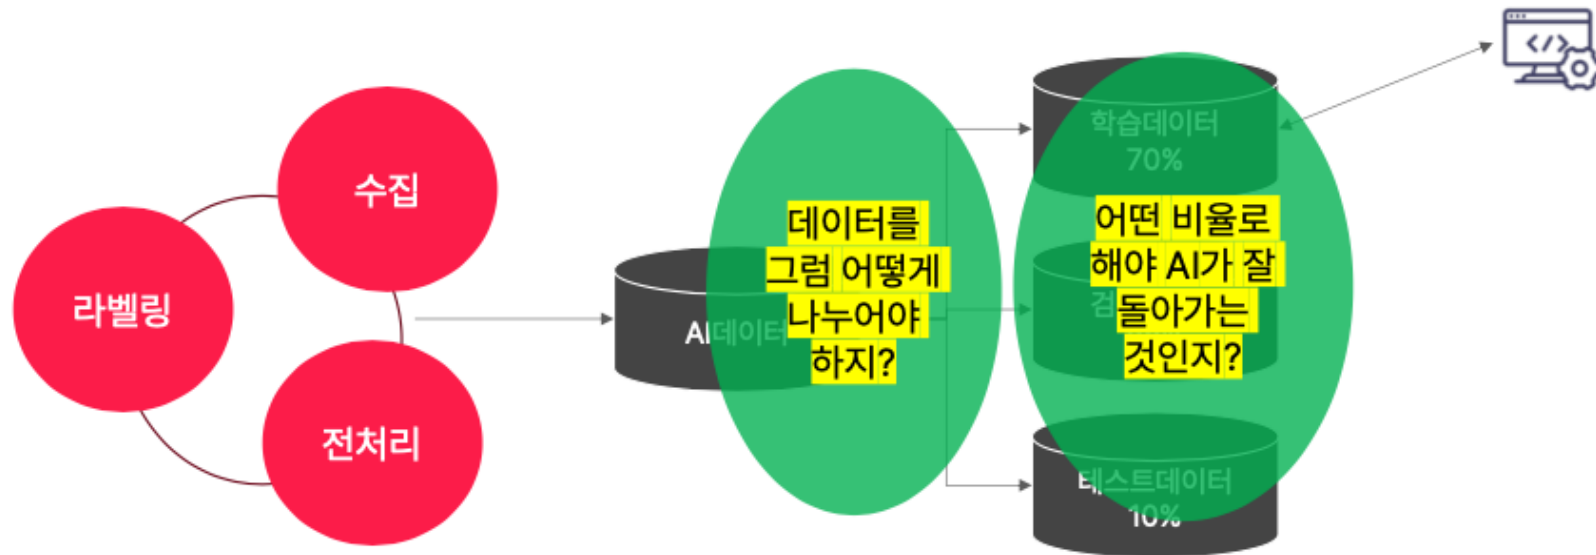 수집
라벨링
전처리
AI데이터
데이터를
그럼 어떻게
나누어야
하지?
학습데이터
70%
어떤 비율로
해야 AI가 잘
돌아가는
것인지?
테스트데이터
10%